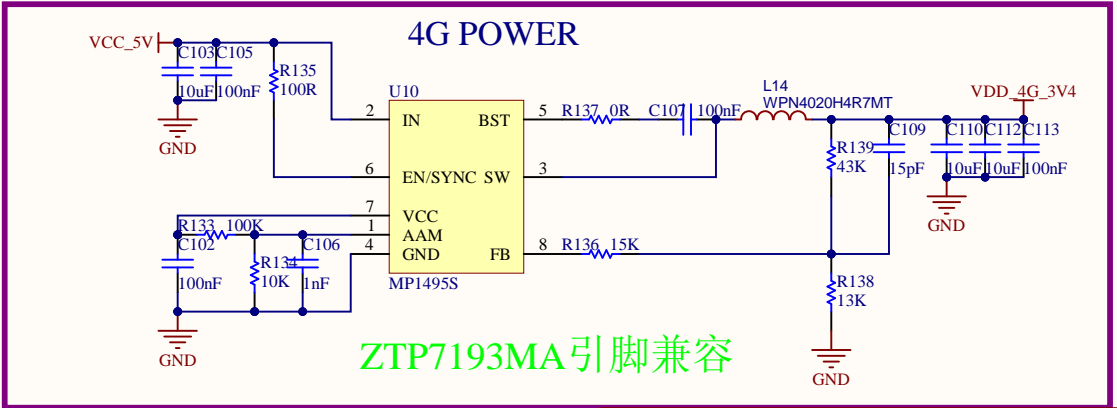 4G POWER
VCC_5V
C103 C105
10uF 100nF
GND
R135
100R
U10
2 IN
BST 5
6 EN/SYNC
SW 3
7 VCC
1 AAM
4 GND
FB 8
MP1495S
R137 0R
C107 100nF
L14
WPN4020H4R7MT
VDD_4G_3V4
R139
43K
C109
15pF
C110 C112 C113
10uF 10uF 100nF
GND
R133 100K
C102
100nF
R134
10K
C106
1nF
GND
R136 15K
R138
13K
GND
ZTP7193MA引脚兼容